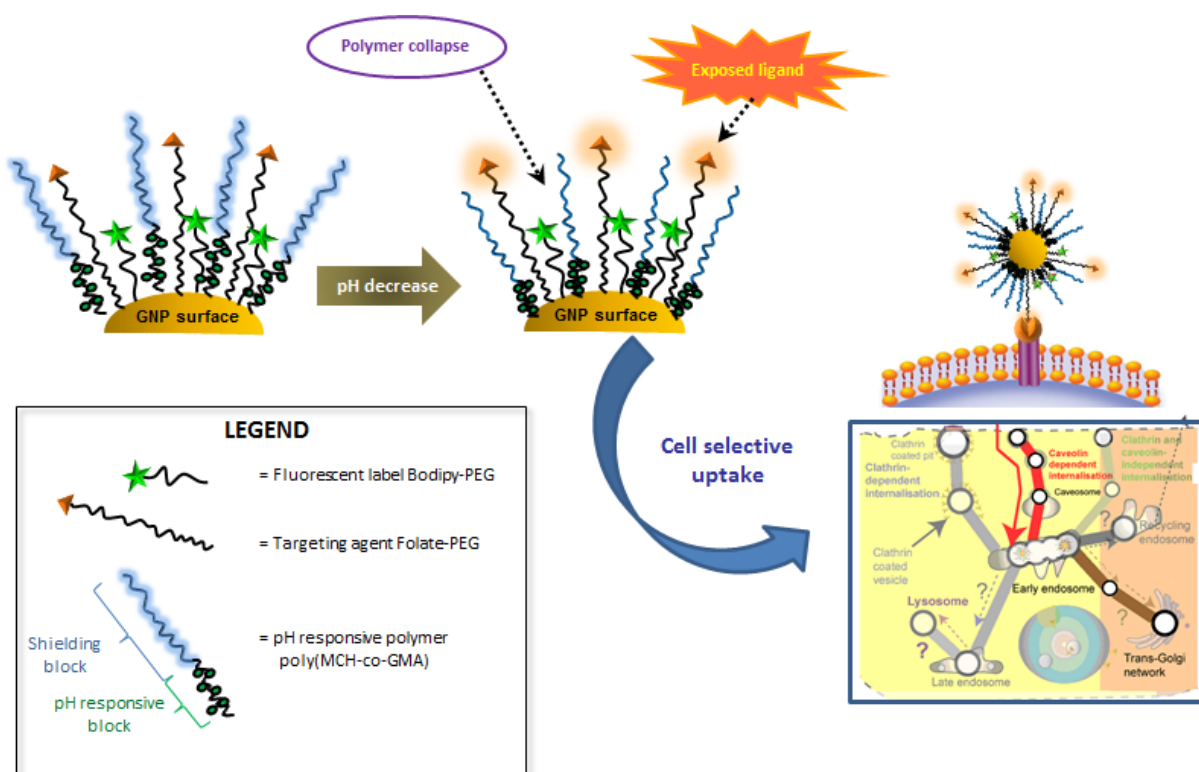 Polymer collapse
Exposed ligand
GNP surface
pH decrease
GNP surface
LEGEND
= Fluorescent label Bodipy-PEG
= Targeting agent Folate-PEG
= pH responsive polymer
poly(MCH-co-GMA)
Shielding
block
pH responsive
block
Cell selective
uptake
Clathrin
coated pit
Clathrin-
dependent
Internalisation
Caveolin
dependent
internalisation
Caveosome
Clathrin and
caveolin-
Independent
internalisation
?
Recycling
endosome
Clathrin
coated
vesicle
Early endosome
?
?
Lysosome
?
Late endosome
Trans-Golgi
network